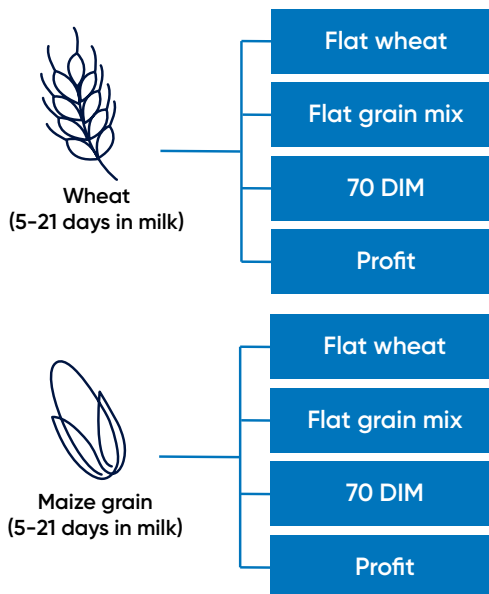 Flat wheat
Flat grain mix
Wheat
(5-21 days in milk)
70 DIM
Profit
Flat wheat
Flat grain mix
Maize grain
(5-21 days in milk)
70 DIM
Profit